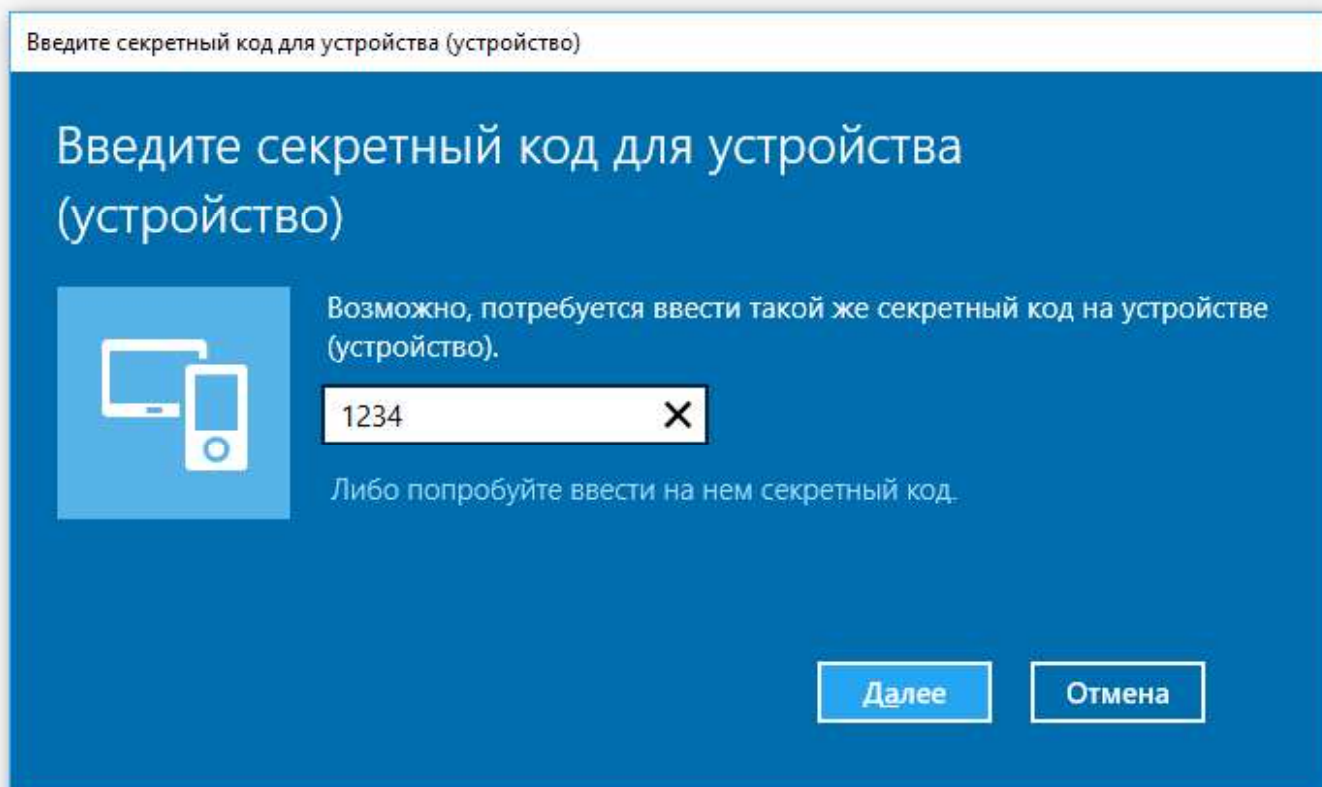 Введите секретный код для устройства (устройство)
Введите секретный код для устройства
(устройство)
Возможно, потребуется ввести такой же секретный код на устройстве
(устройство).
1234
Либо попробуйте ввести на нем секретный код.
Далее Отмена